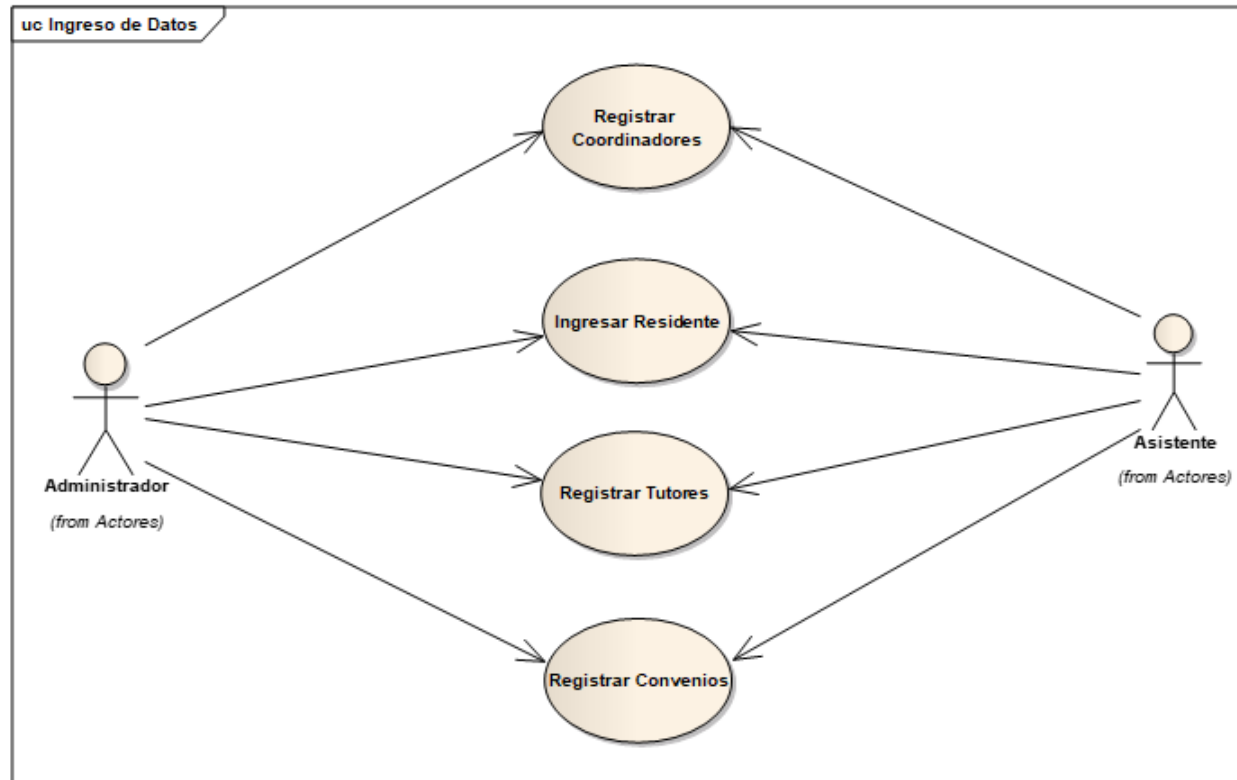 uc Ingreso de Datos
Registrar
Coordinadores
Ingresar Residente
Registrar Tutores
Registrar Convenios
Administrador
(from Actores)
Asistente
(from Actores)